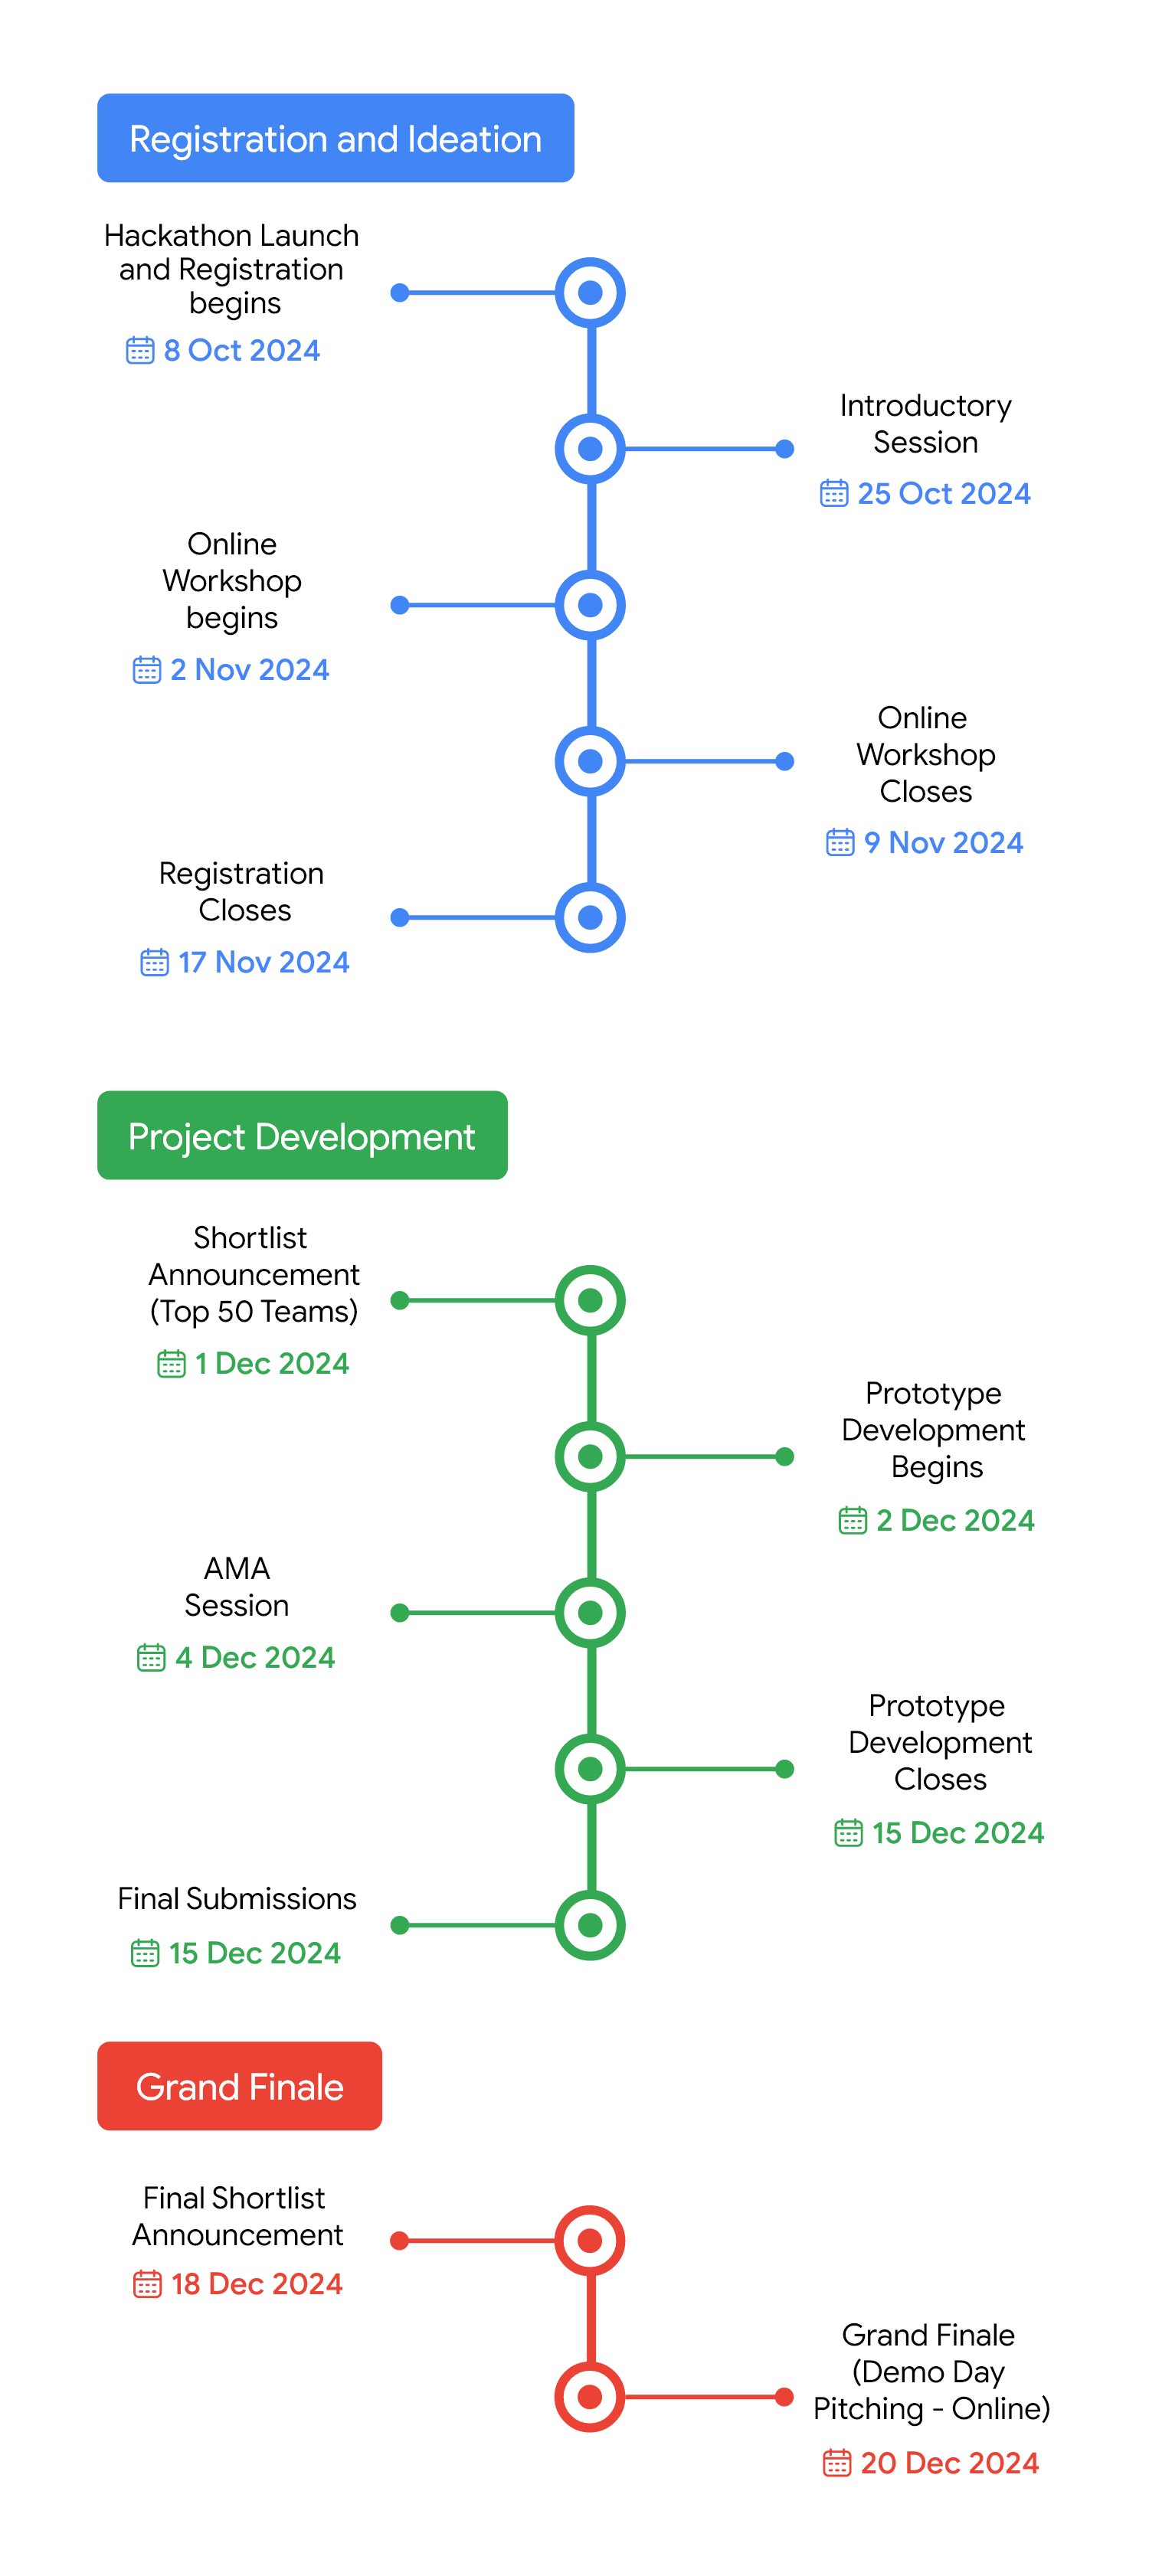 Registration and Ideation
Hackathon Launch
and Registration
begins
8 Oct 2024
Introductory
Session
25 Oct 2024
Online
Workshop
begins
2 Nov 2024
Online
Workshop
Closes
9 Nov 2024
Registration
Closes
17 Nov 2024
Project Development
Shortlist
Announcement
(Top 50 Teams)
1 Dec 2024
Prototype
Development
Begins
2 Dec 2024
AMA
Session
4 Dec 2024
Prototype
Development
Closes
15 Dec 2024
Final Submissions
15 Dec 2024
Grand Finale
Final Shortlist
Announcement
18 Dec 2024
Grand Finale
(Demo Day
Pitching - Online)
20 Dec 2024